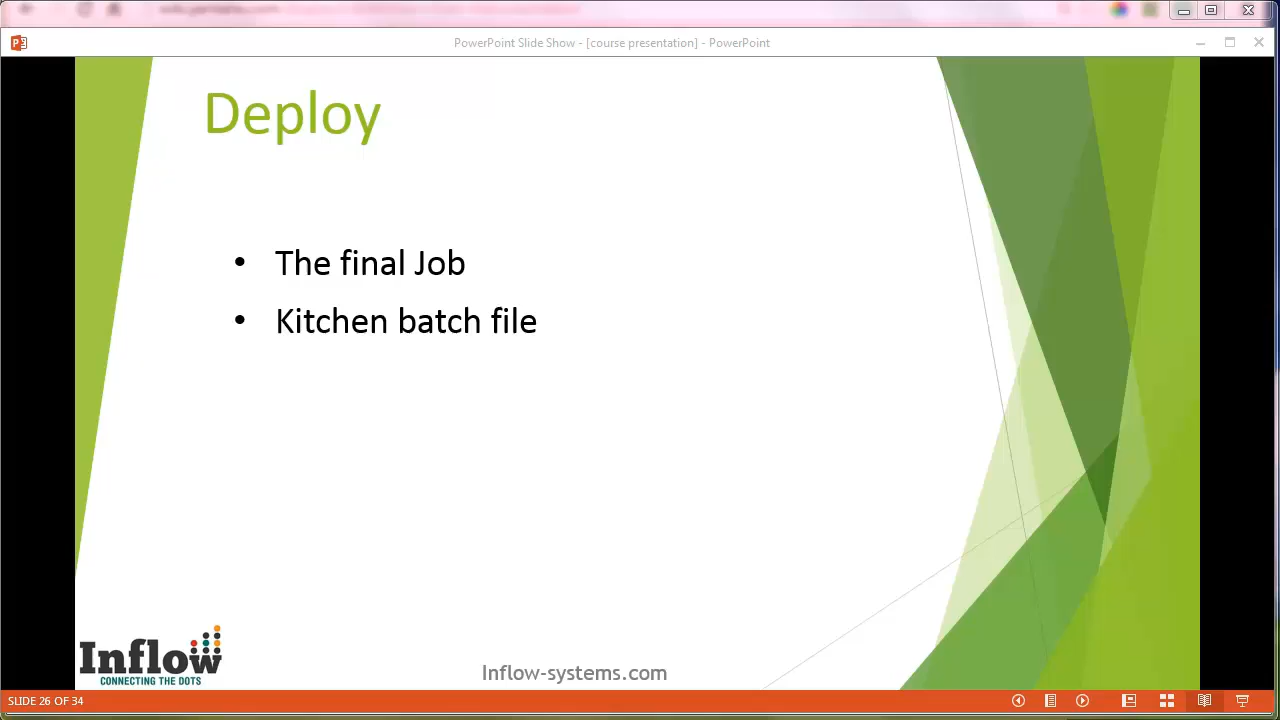 PowerPoint Slide Show - [course presentation] - PowerPoint
Deploy
• The final Job
• Kitchen batch file
Inflow
CONNECTING THE DOTS
Inflow-systems.com
SLIDE 26 OF 34